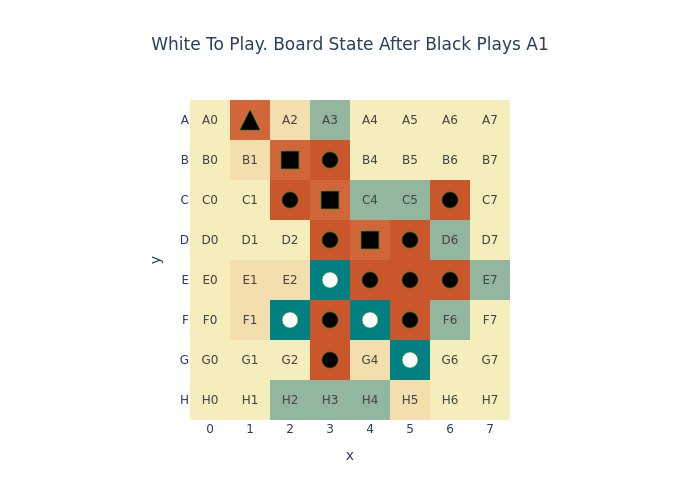 White To Play. Board State After Black Plays A1
A A0 A2 A3 A4 A5 A6 A7
B B0 B1 B4 B5 B6 B7
C C0 C1 C4 C5 C7
D D0 D1 D2 D6 D7
E E0 E1 E2 E7
F F0 F1 F6 F7
G G0 G1 G2 G4 G6 G7
H H0 H1 H2 H3 H4 H5 H6 H7
0 1 2 3 4 5 6 7
x
y